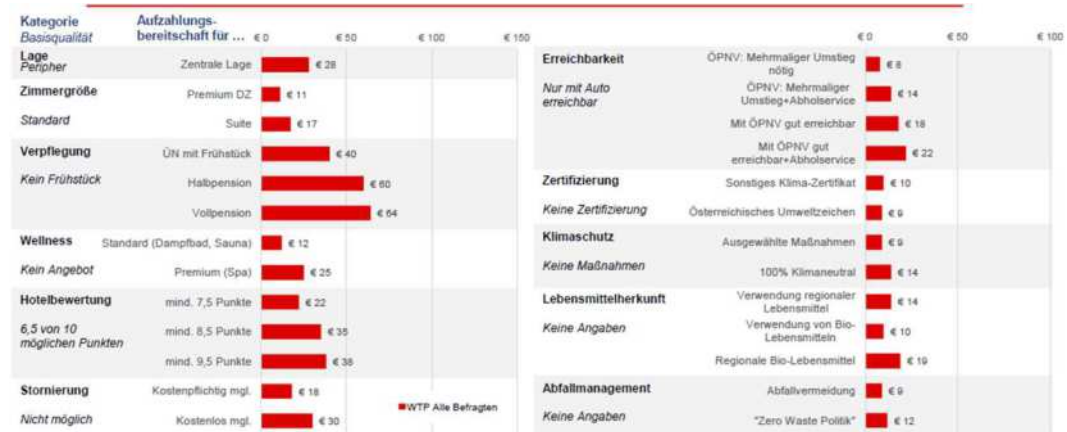 Kategorie
Basisqualität
Aufzahlungs-
bereitschaft für ...
€ 0
€ 50
€ 100
€ 150
Lage
Peripher
Zentrale Lage
€ 28
Zimmergröße
Standard
Premium DZ
€ 11
Suite
€ 17
Verpflegung
Kein Frühstück
ÜN mit Frühstück
€ 40
Halbpension
€ 60
Vollpension
€ 64
Wellness
Kein Angebot
Standard (Dampfbad, Sauna)
€ 12
Premium (Spa)
€ 25
Hotelbewertung
6,5 von 10
möglichen Punkten
mind. 7,5 Punkte
€ 22
mind. 8,5 Punkte
€ 35
mind. 9,5 Punkte
€ 38
Stornierung
Nicht möglich
Kostenpflichtig mgl.
€ 18
Kostenlos mgl.
€ 30
WTP Alle Befragten
€ 0
€ 50
€ 100
Erreichbarkeit
Nur mit Auto
erreichbar
ÖPNV: Mehrmaliger Umstieg
nötig
€ 8
ÖPNV: Mehrmaliger
Umstieg+Abholservice
€ 14
Mit ÖPNV gut erreichbar
€ 18
Mit ÖPNV gut
erreichbar+Abholservice
€ 22
Zertifizierung
Keine Zertifizierung
Sonstiges Klima-Zertifikat
€ 10
Österreichisches Umweltzeichen
€ 9
Klimaschutz
Keine Maßnahmen
Ausgewählte Maßnahmen
€ 9
100% Klimaneutral
€ 14
Lebensmittelherkunft
Keine Angaben
Verwendung regionaler
Lebensmittel
€ 14
Verwendung von Bio-
Lebensmitteln
€ 10
Regionale Bio-Lebensmittel
€ 19
Abfallmanagement
Keine Angaben
Abfallvermeidung
€ 9
"Zero Waste Politik"
€ 12